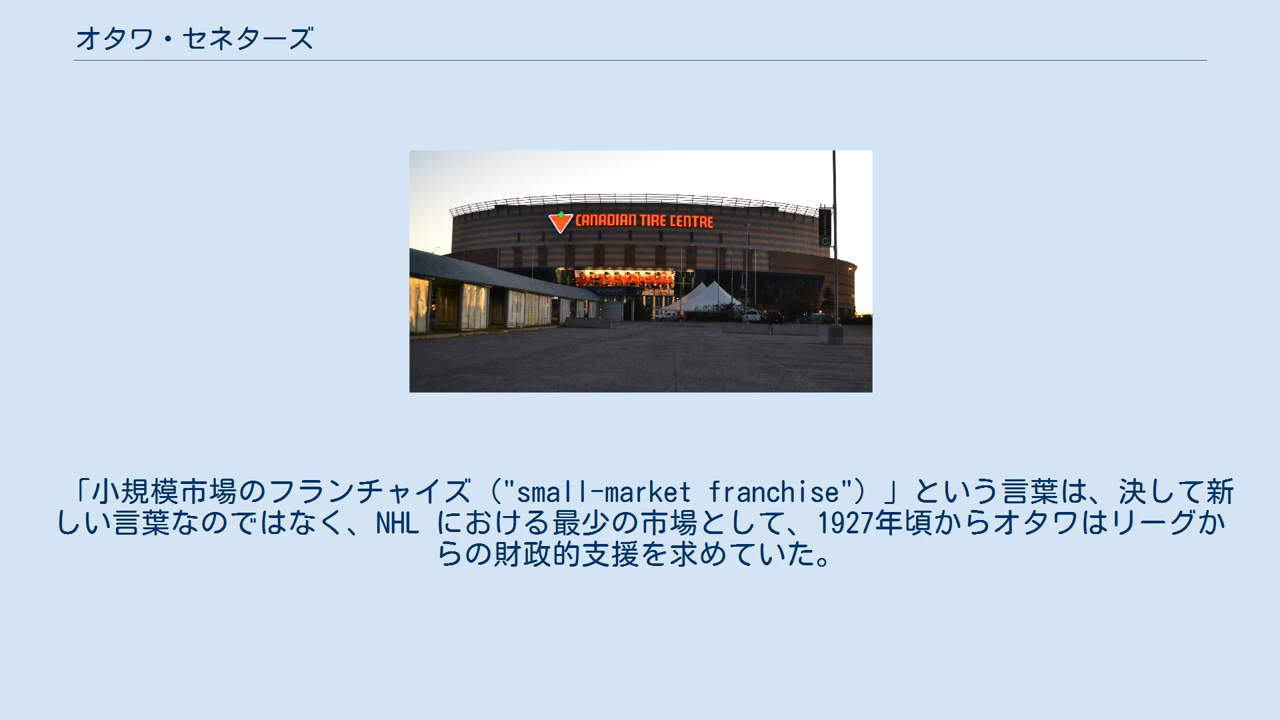 オタワ・セネターズ
CANADIAN TIRE CENTRE
「小規模市場のフランチャイズ（"small-market franchise"）」という言葉は、決して新
しい言葉なのではなく、NHL における最少の市場として、1927年頃からオタワはリーグか
らの財政的支援を求めていた。